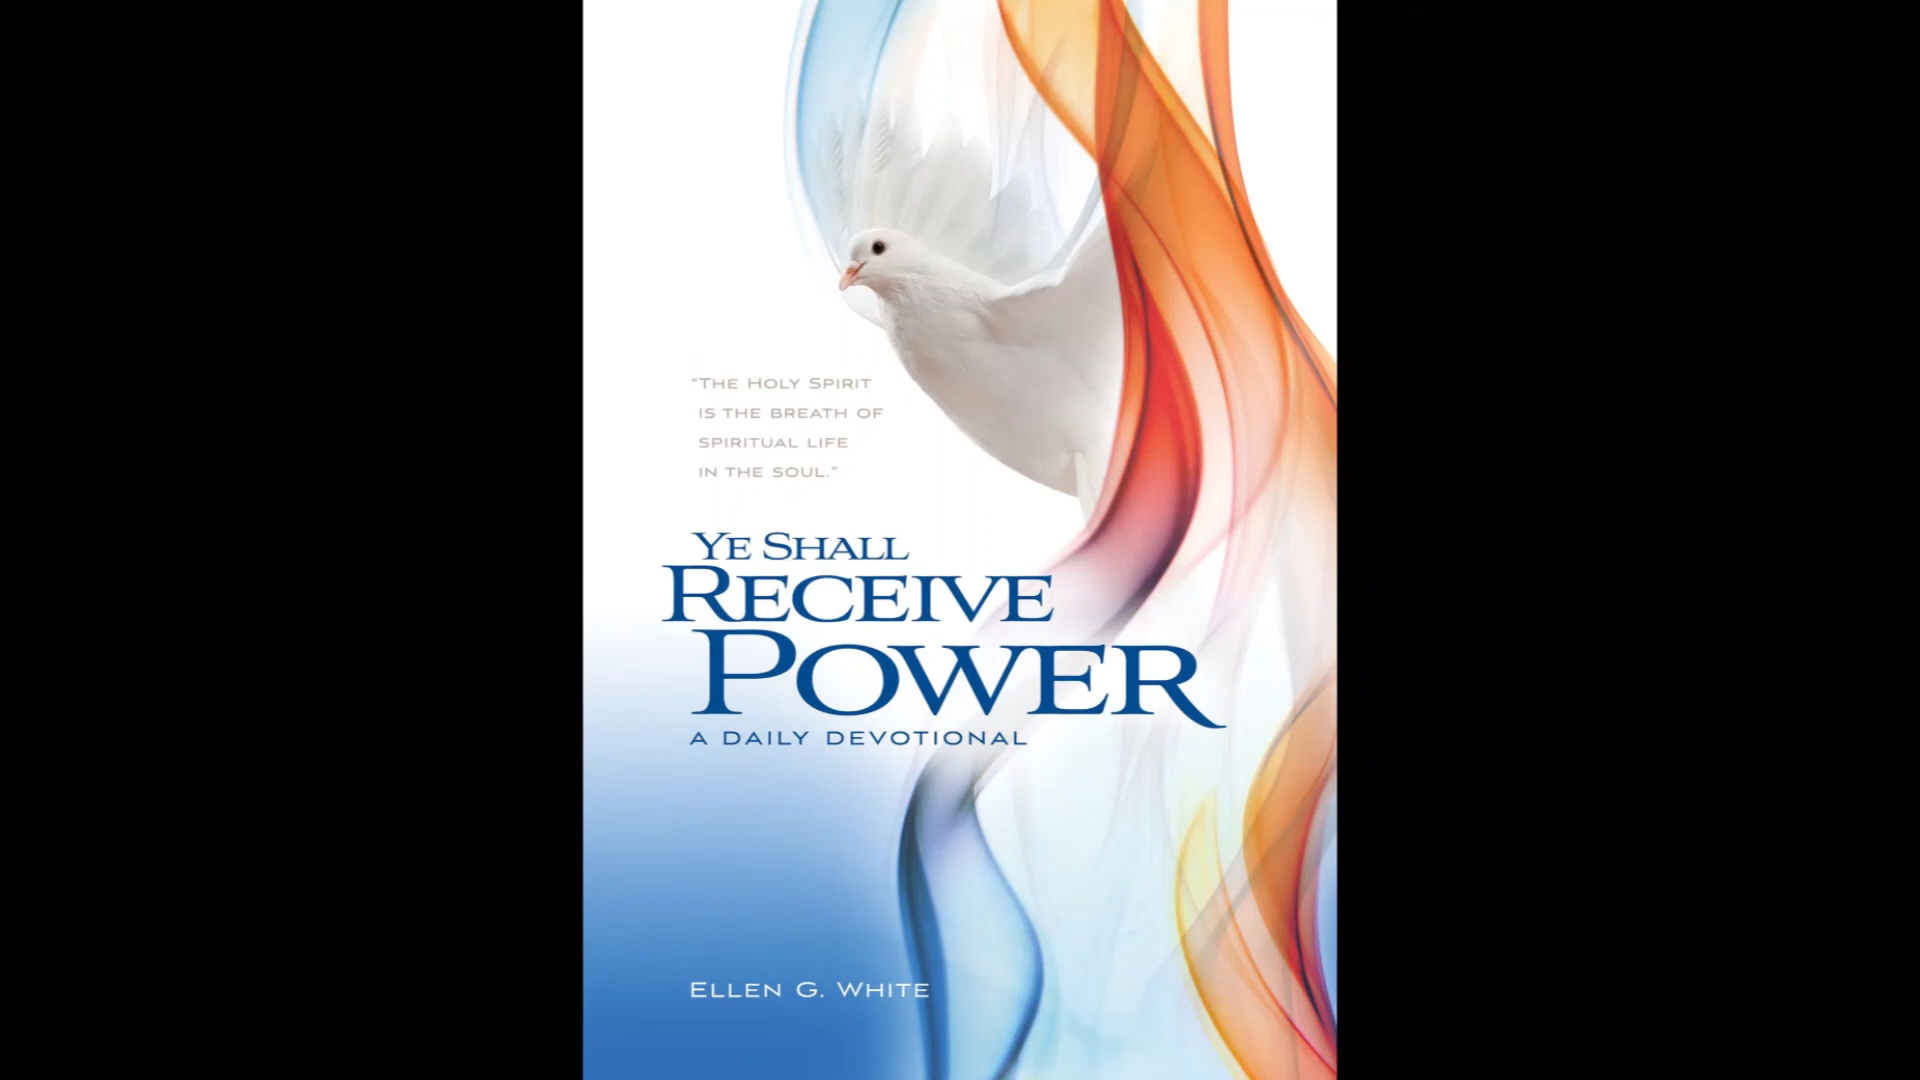 “The Holy Spirit
is the breath of
spiritual life
in the soul.”
Ye Shall
Receive
Power
A Daily Devotional
Ellen G. White